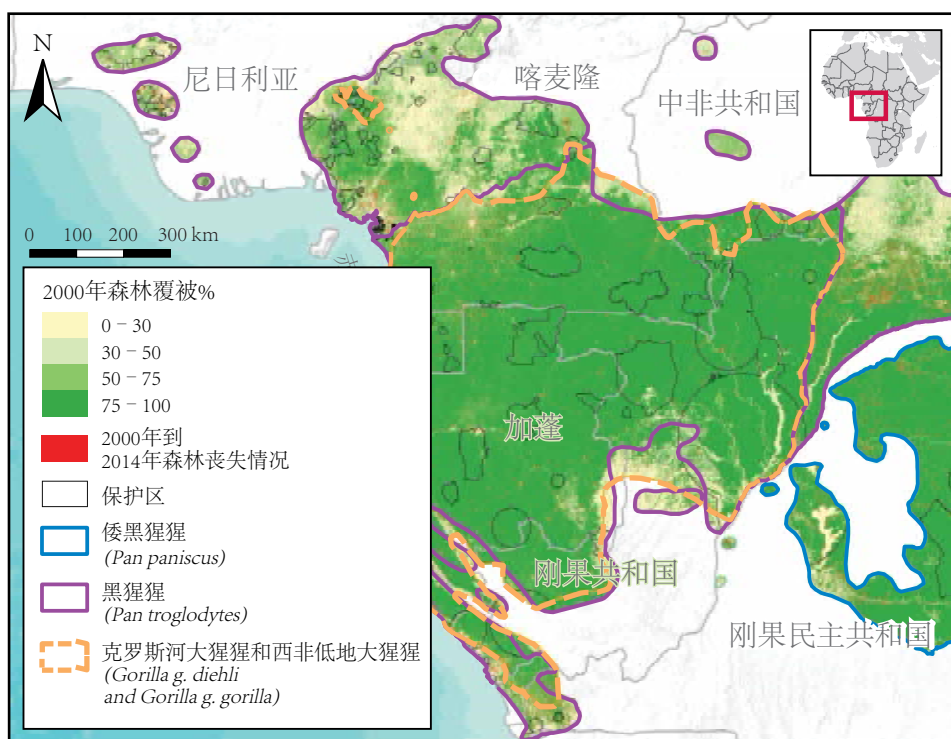 N
尼日利亚
喀麦隆
中非共和国
0 100 200 300 km
赤
2000年森林覆被%
0 – 30
30 – 50
50 – 75
75 – 100
2000年到
2014年森林丧失情况
保护区
倭黑猩猩
(Pan paniscus)
黑猩猩
(Pan troglodytes)
克罗斯河大猩猩和西非低地大猩猩
(Gorilla g. diehli
and Gorilla g. gorilla)
加蓬
刚果共和国
刚果民主共和国